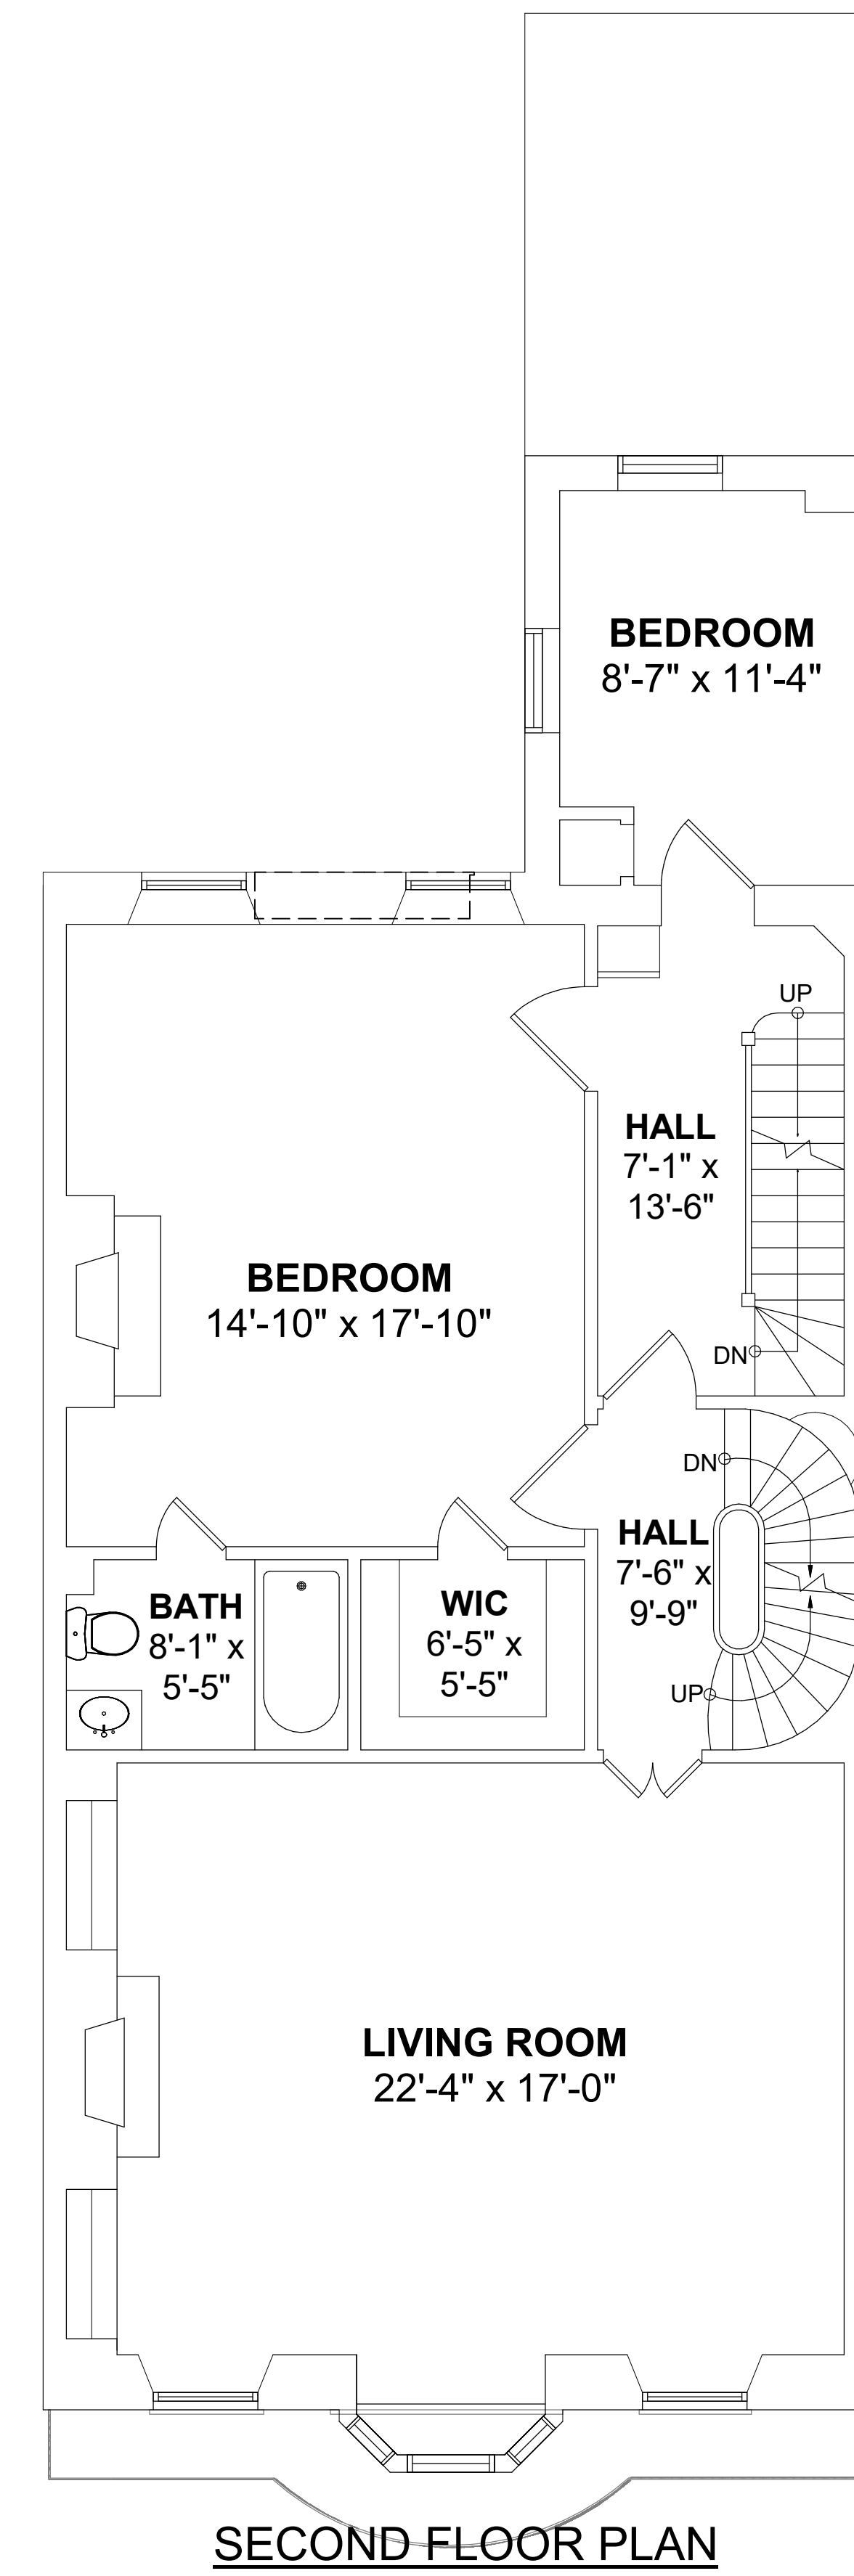 BEDROOM
8'-7" x 11'-4"
UP
HALL
7'-1" x
13'-6"
BEDROOM
14'-10" x 17'-10"
DN
DN
HALL
7'-6" x
9'-9"
BATH
8'-1" x
5'-5"
WIC
6'-5" x
5'-5"
UP
LIVING ROOM
22'-4" x 17'-0"
SECOND FLOOR PLAN